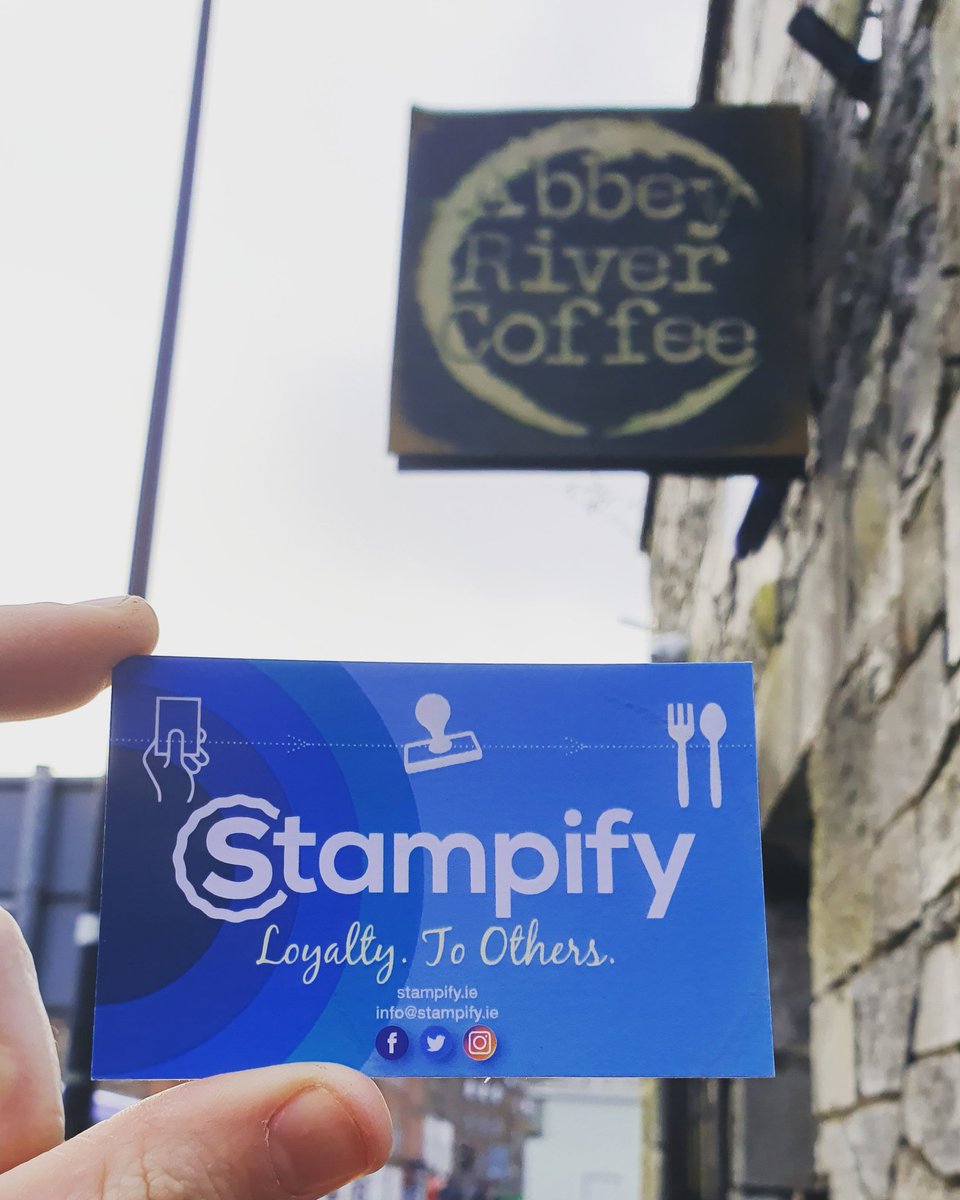 Abbey
River
Coffee
Stampify
Loyalty. To Others.
stampify.ie
info@stampify.ie